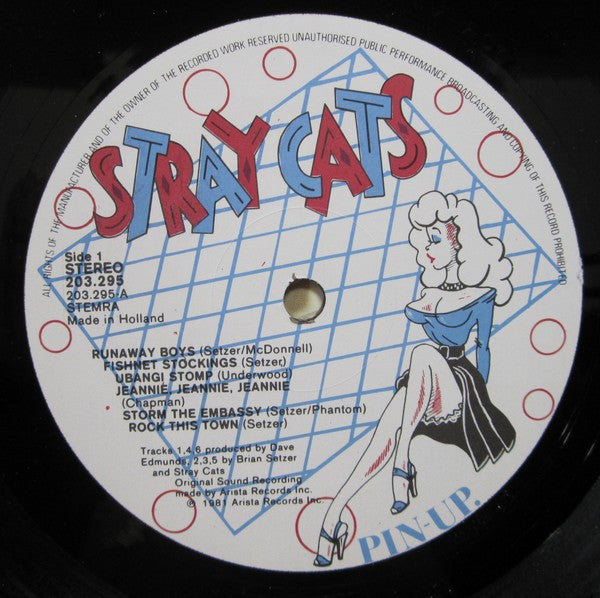 ALL RIGHTS OF THE MANUFACTURER AND OF THE OWNER OF THE RECORDED WORK RESERVED UNAUTHORISED PUBLIC PERFORMANCE BROADCASTING AND COPYING OF THIS RECORD PROHIBITED
STRAY CATS
Side 1
STEREO
203.295
203.295-A
STEMRA
Made in Holland
RUNAWAY BOYS (Setzer/McDonnell)
FISHNET STOCKINGS (Setzer)
UBANGI STOMP (Underwood)
JEANNIE, JEANNIE, JEANNIE
(Chapman)
STORM THE EMBASSY (Setzer/Phantom)
ROCK THIS TOWN (Setzer)
Tracks 1,4,6 produced by Dave
Edmunds, 2,3,5 by Brian Setzer
and Stray Cats
Original Sound Recording
made by Arista Records Inc.
℗ 1981 Arista Records Inc.
PIN-UP.